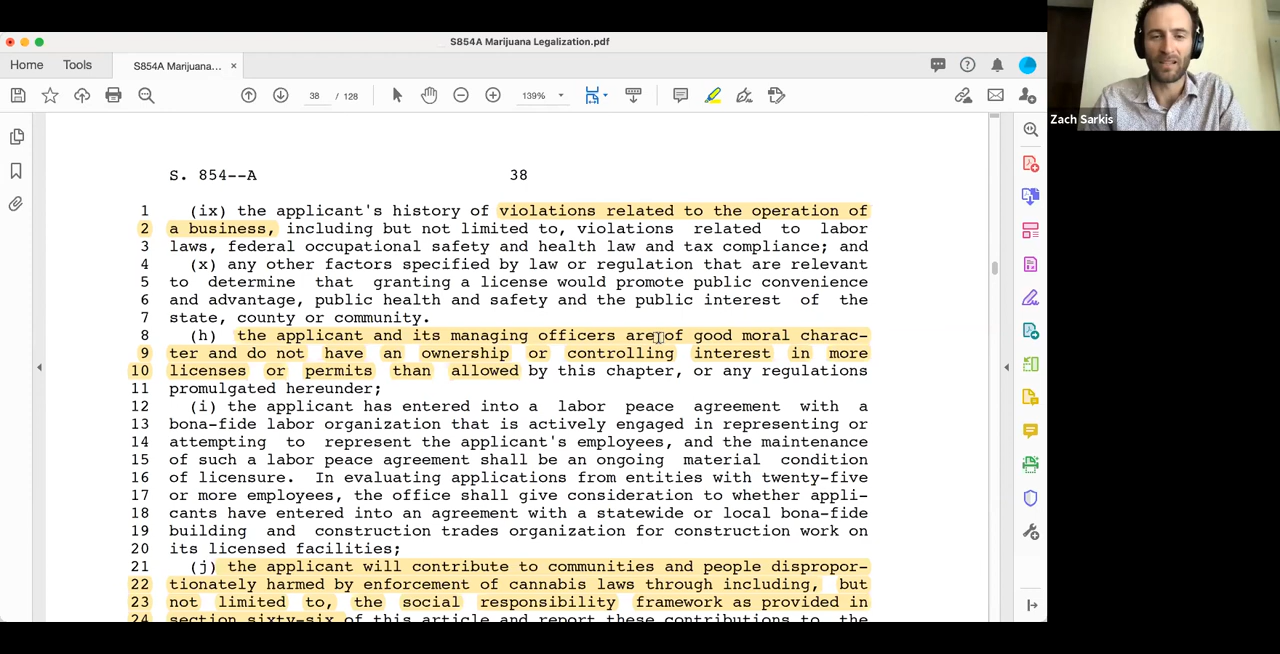 S854A Marijuana Legalization.pdf
Home Tools S854A Marijuana... ×
38 / 128 139%
Zach Sarkis
S. 854--A 38
1 (ix) the applicant's history of violations related to the operation of
2 a business, including but not limited to, violations related to labor
3 laws, federal occupational safety and health law and tax compliance; and
4 (x) any other factors specified by law or regulation that are relevant
5 to determine that granting a license would promote public convenience
6 and advantage, public health and safety and the public interest of the
7 state, county or community.
8 (h) the applicant and its managing officers are of good moral charac-
9 ter and do not have an ownership or controlling interest in more
10 licenses or permits than allowed by this chapter, or any regulations
11 promulgated hereunder;
12 (i) the applicant has entered into a labor peace agreement with a
13 bona-fide labor organization that is actively engaged in representing or
14 attempting to represent the applicant's employees, and the maintenance
15 of such a labor peace agreement shall be an ongoing material condition
16 of licensure. In evaluating applications from entities with twenty-five
17 or more employees, the office shall give consideration to whether appli-
18 cants have entered into an agreement with a statewide or local bona-fide
19 building and construction trades organization for construction work on
20 its licensed facilities;
21 (j) the applicant will contribute to communities and people dispropor-
22 tionately harmed by enforcement of cannabis laws through including, but
23 not limited to, the social responsibility framework as provided in
24 section sixty-six of this article and report these contributions to the